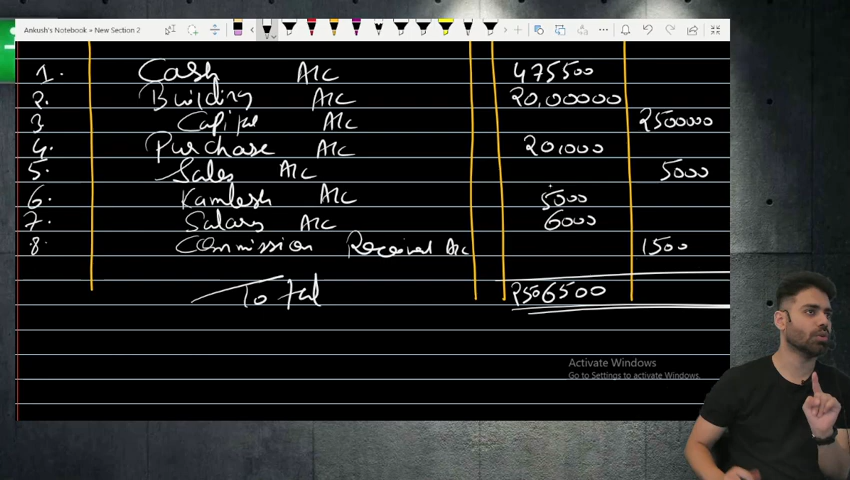 Ankush's Notebook » New Section 2
1. Cash A/c 475500
2. Building A/c 20,00000
3 Capital A/c 2500000
4. Purchase A/c 20,000
5. Sales A/c 5000
6 Kamlesh A/c 5000
7. Salary A/c 6000
8. Commission Received A/c 1500
Total 2506500
Activate Windows
Go to Settings to activate Windows.